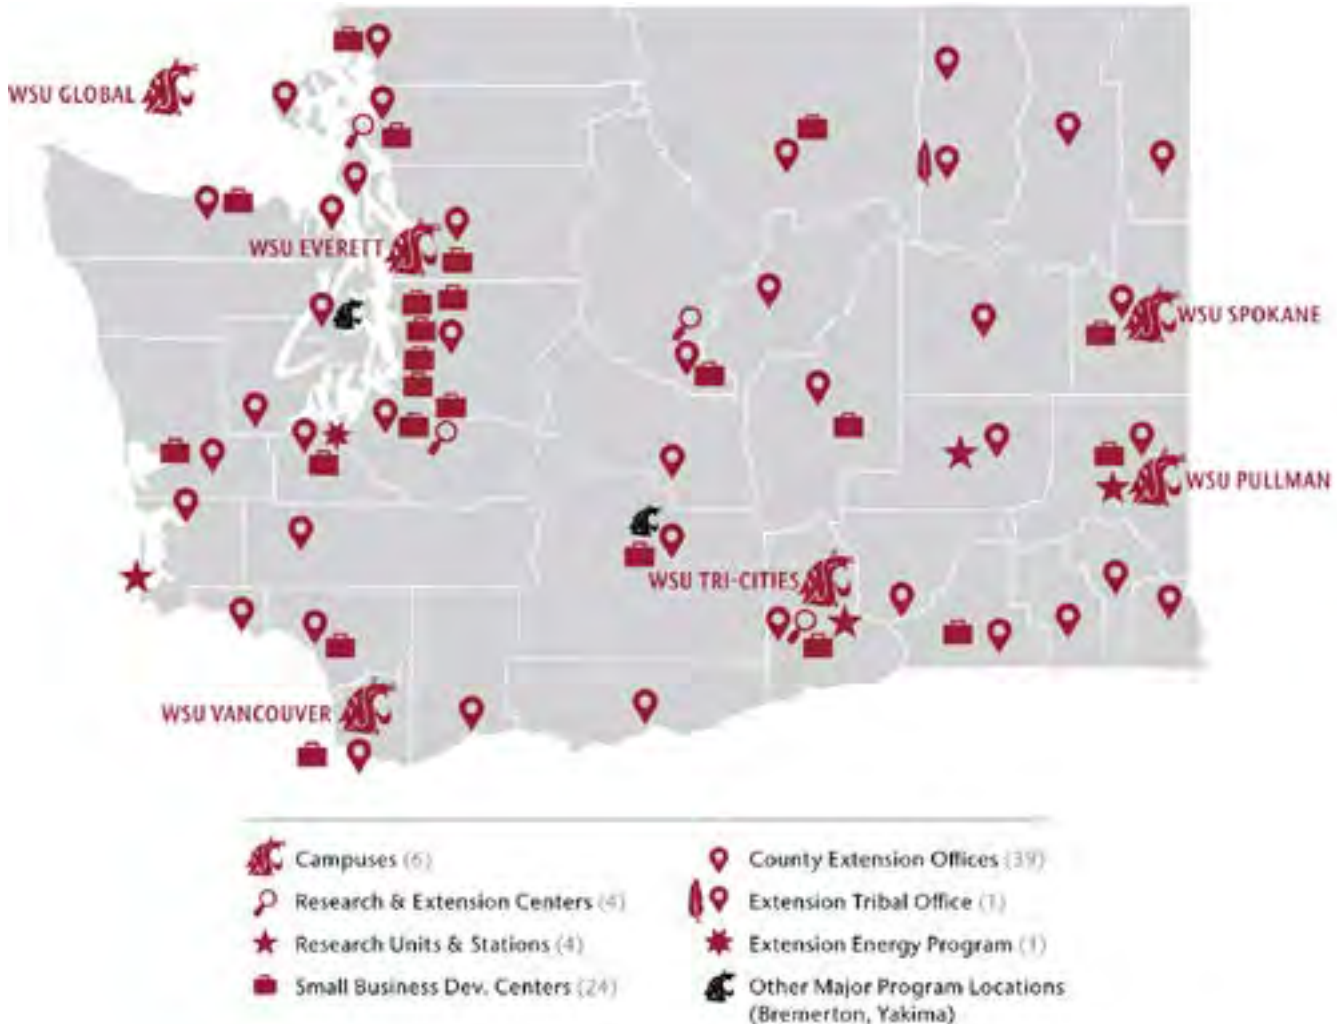 WSU GLOBAL
WSU EVERETT
WSU SPOKANE
WSU PULLMAN
WSU TRI-CITIES
WSU VANCOUVER
Campuses (6)
Research & Extension Centers (4)
Research Units & Stations (4)
Small Business Dev. Centers (24)
County Extension Offices (39)
Extension Tribal Office (1)
Extension Energy Program (1)
Other Major Program Locations
(Bremerton, Yakima)